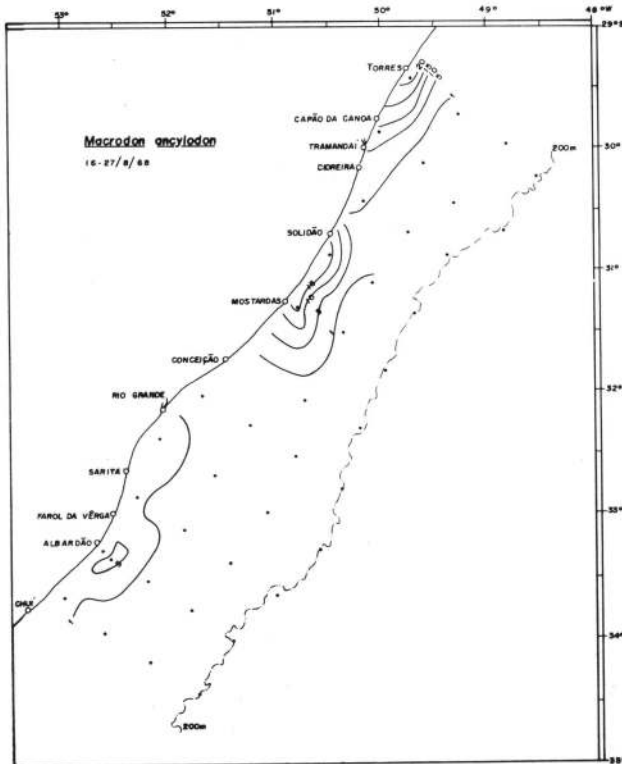 53° 52° 51° 50° 49° 48°W
29°S
TORRES
CAPÃO DA CANOA
Macrodon ancylodon
TRAMANDAÍ
16-27/8/68
CIDREIRA
200m
30°
SOLIDÃO
31°
MOSTARDAS
CONCEIÇÃO
32°
RIO GRANDE
SARITA
33°
FAROL DA VERGA
ALBARDÃO
CHUI
34°
200m
35°